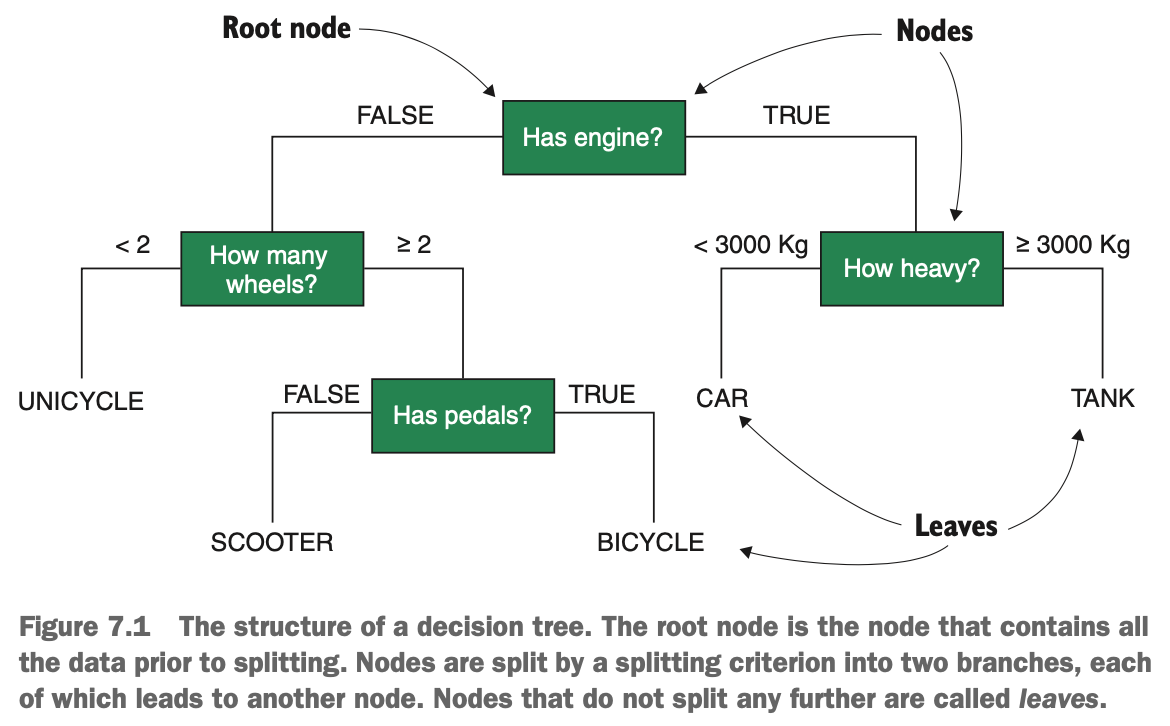 Root node
Nodes
FALSE
TRUE
Has engine?
< 2
How many
wheels?
≥ 2
< 3000 Kg
How heavy?
≥ 3000 Kg
UNICYCLE
FALSE
Has pedals?
TRUE
CAR
TANK
SCOOTER
BICYCLE
Leaves
Figure 7.1 The structure of a decision tree. The root node is the node that contains all
the data prior to splitting. Nodes are split by a splitting criterion into two branches, each
of which leads to another node. Nodes that do not split any further are called leaves.